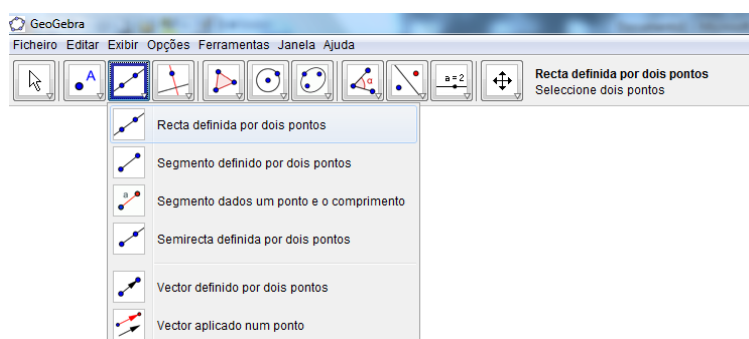 GeoGebra
Ficheiro Editar Exibir Opções Ferramentas Janela Ajuda
A
α
a = 2
Recta definida por dois pontos
Seleccione dois pontos
Recta definida por dois pontos
Segmento definido por dois pontos
a
Segmento dados um ponto e o comprimento
Semirecta definida por dois pontos
Vector definido por dois pontos
Vector aplicado num ponto